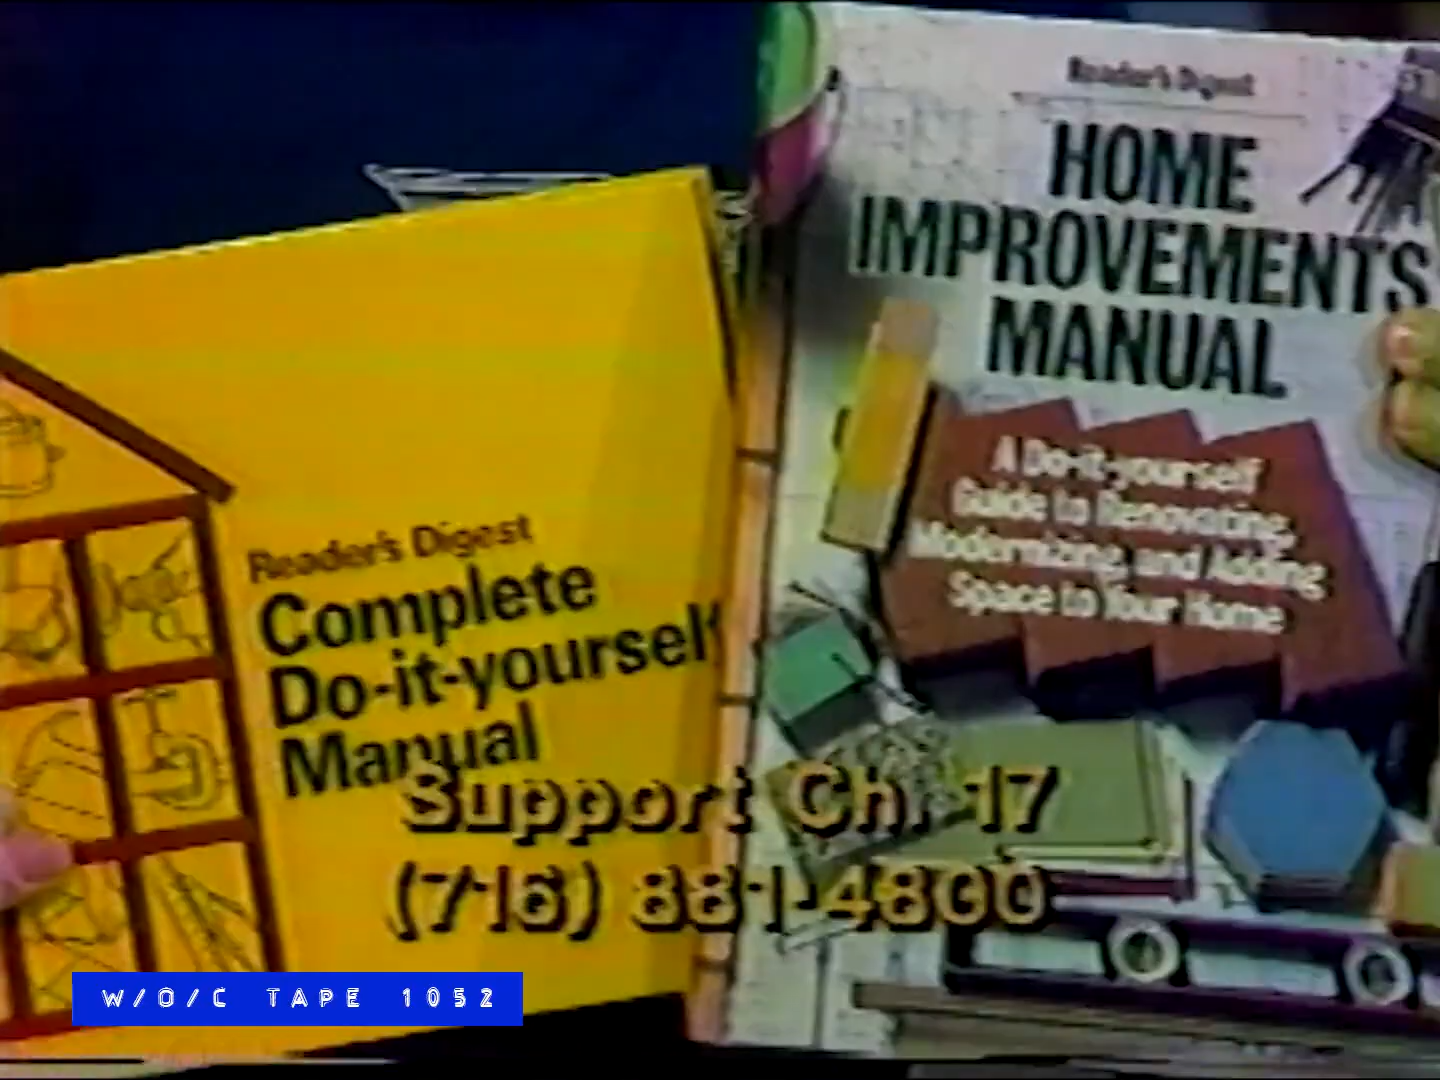 Reader's Digest
Complete
Do-it-yourself
Manual
Reader's Digest
HOME
IMPROVEMENTS
MANUAL
A Do-it-yourself
Guide to Renovating,
Modernizing, and Adding
Space to Your Home
Support Ch. 17
(716) 881-4800
W/O/C TAPE 1052